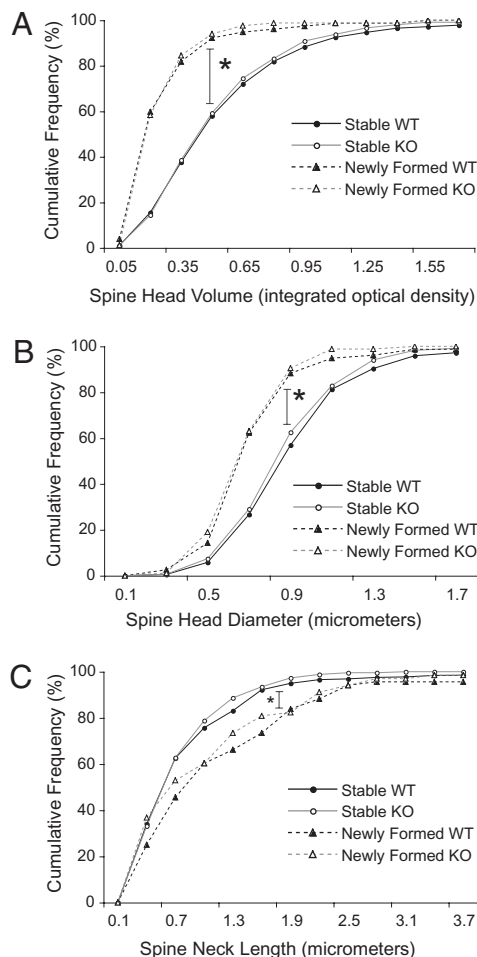 A
Cumulative Frequency (%)
100
80
60
40
20
0
*
Stable WT
Stable KO
Newly Formed WT
Newly Formed KO
0.05 0.35 0.65 0.95 1.25 1.55
Spine Head Volume (integrated optical density)
B
Cumulative Frequency (%)
100
80
60
40
20
0
*
Stable WT
Stable KO
Newly Formed WT
Newly Formed KO
0.1 0.5 0.9 1.3 1.7
Spine Head Diameter (micrometers)
C
Cumulative Frequency (%)
100
80
60
40
20
0
*
Stable WT
Stable KO
Newly Formed WT
Newly Formed KO
0.1 0.7 1.3 1.9 2.5 3.1 3.7
Spine Neck Length (micrometers)